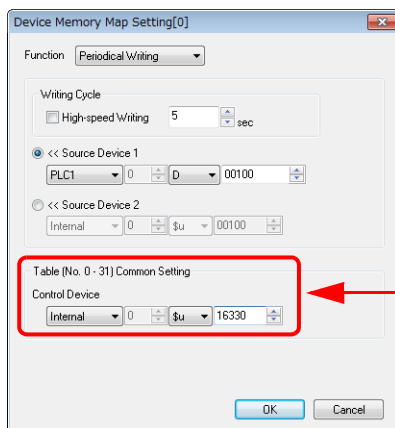 Device Memory Map Setting[0]
Function Periodical Writing
Writing Cycle
High-speed Writing 5 sec
<< Source Device 1
PLC1 0 D 00100
<< Source Device 2
Internal 0 $u 00100
Table (No. 0 - 31) Common Setting
Control Device
Internal 0 $u 16330
OK Cancel